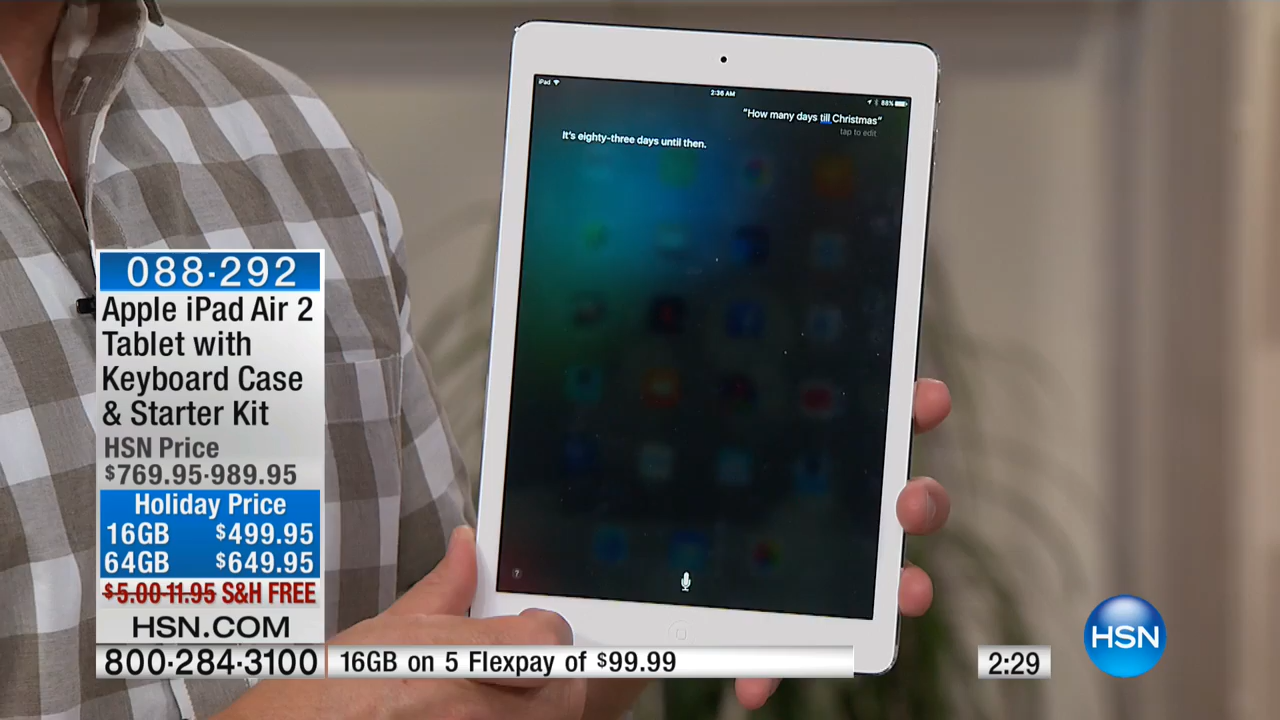 iPad
2:36 AM
88%
"How many days till Christmas"
tap to edit
It's eighty-three days until then.
?
088-292
Apple iPad Air 2
Tablet with
Keyboard Case
& Starter Kit
HSN Price
$769.95-989.95
Holiday Price
16GB $499.95
64GB $649.95
$5.00-11.95 S&H FREE
HSN.COM
800-284-3100
16GB on 5 Flexpay of $99.99
2:29
HSN